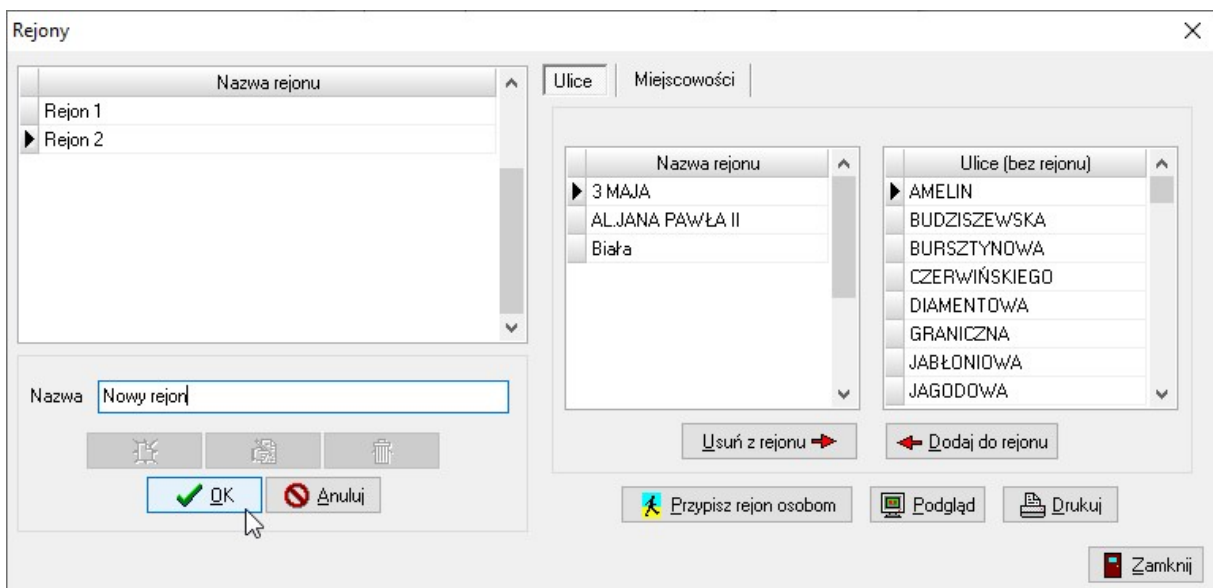 Rejony
Nazwa rejonu
Rejon 1
Rejon 2
Nazwa Nowy rejon
OK Anuluj
Ulice Miejscowości
Nazwa rejonu
3 MAJA
AL.JANA PAWŁA II
Biała
Ulice (bez rejonu)
AMELIN
BUDZISZEWSKA
BURSZTYNOWA
CZERWIŃSKIEGO
DIAMENTOWA
GRANICZNA
JABŁONIOWA
JAGODOWA
Usuń z rejonu Dodaj do rejonu
Przypisz rejon osobom Podgląd Drukuj
Zamknij